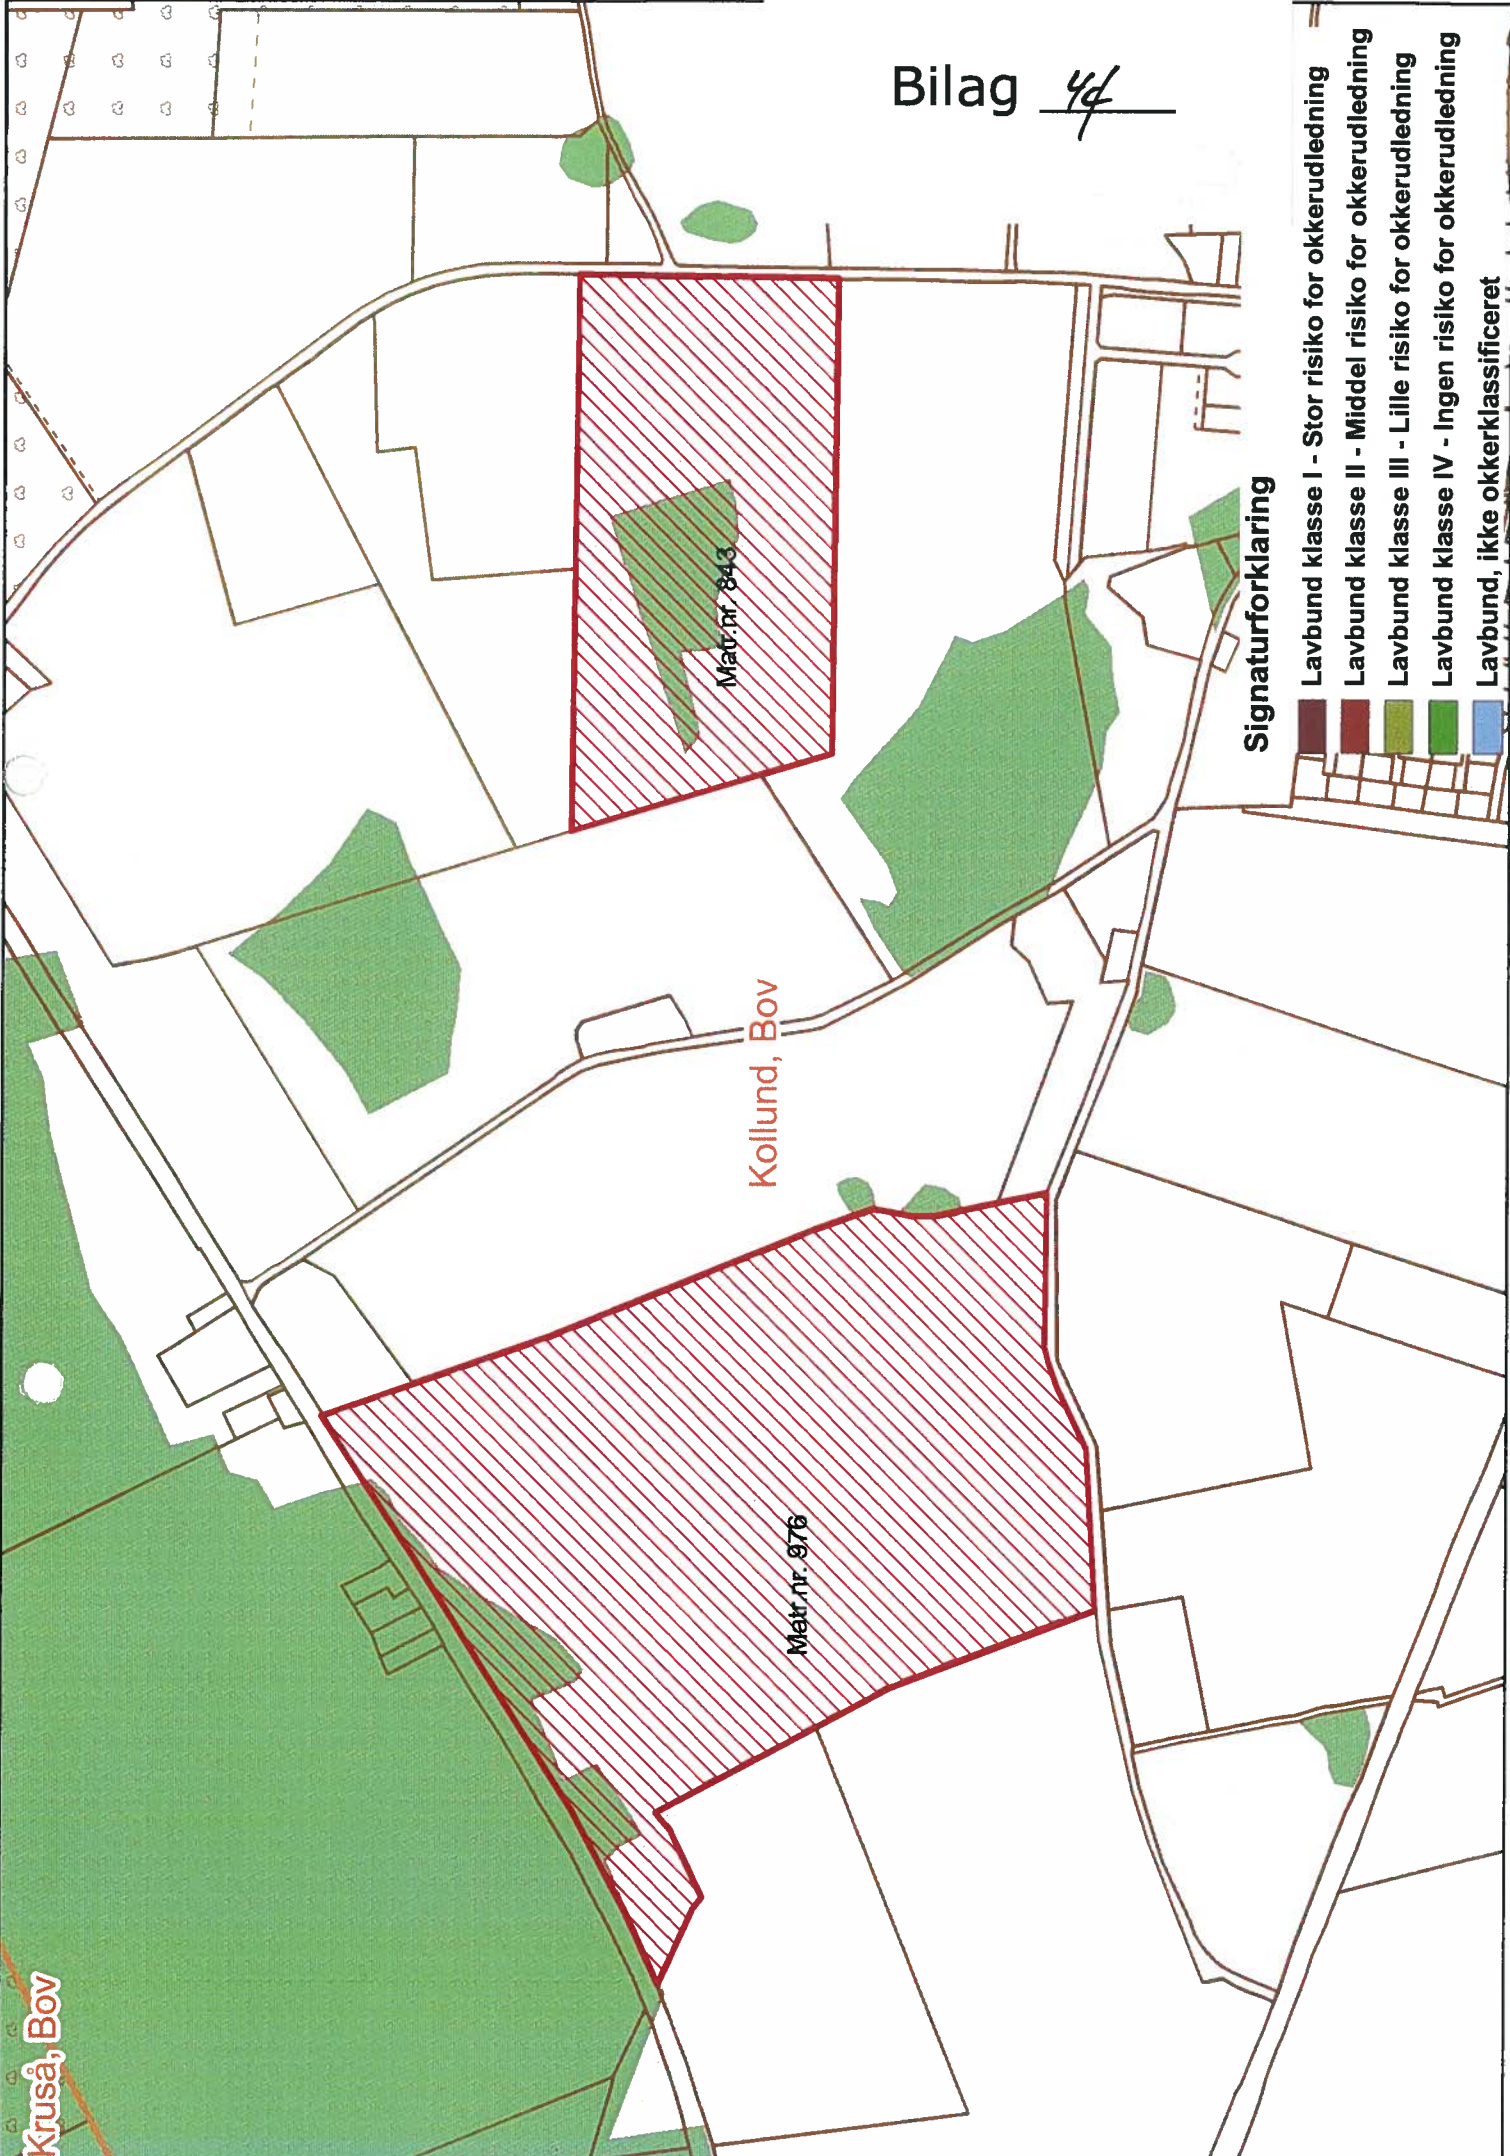 Bilag 4d
Matr.nr. 843
Kollund, Bov
Matr.nr. 976
Kruså, Bov
Signaturforklaring
Lavbund klasse I - Stor risiko for okkerudledning
Lavbund klasse II - Middel risiko for okkerudledning
Lavbund klasse III - Lille risiko for okkerudledning
Lavbund klasse IV - Ingen risiko for okkerudledning
Lavbund, ikke okkerklassificeret